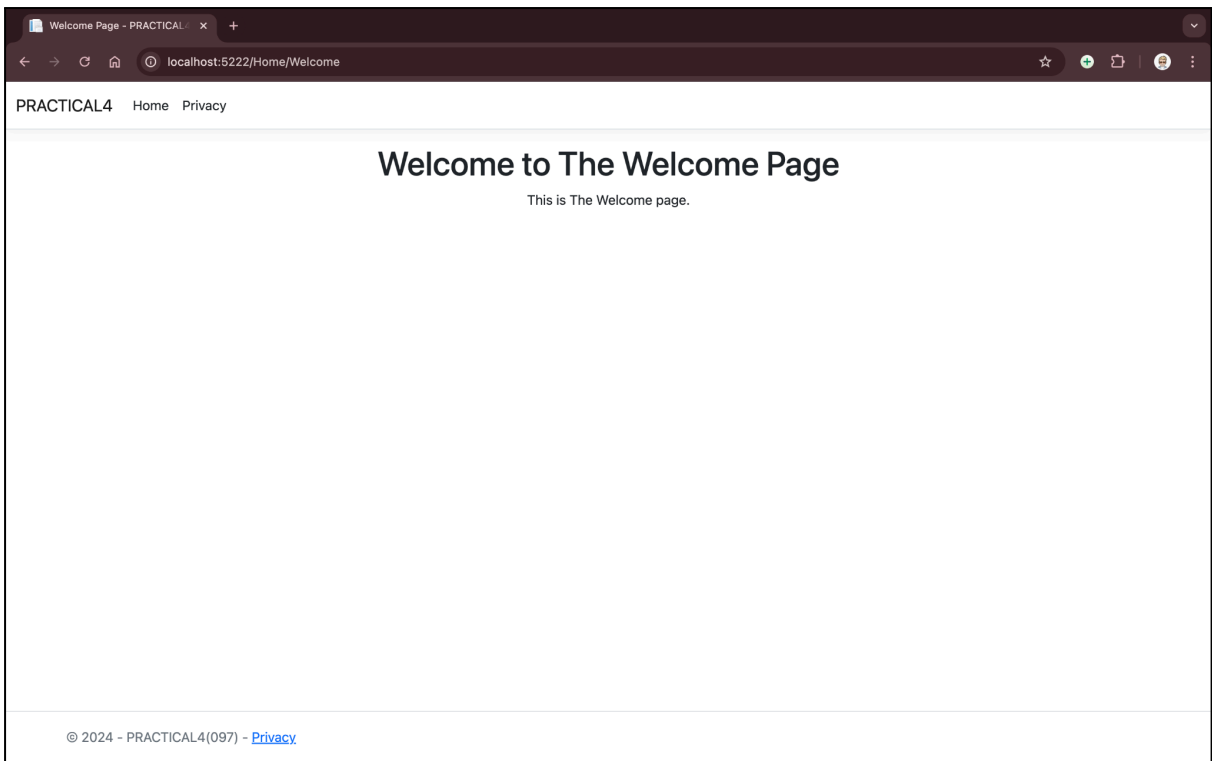 Welcome Page - PRACTICAL4
localhost:5222/Home/Welcome
PRACTICAL4 Home Privacy
Welcome to The Welcome Page
This is The Welcome page.
© 2024 - PRACTICAL4(097) - Privacy